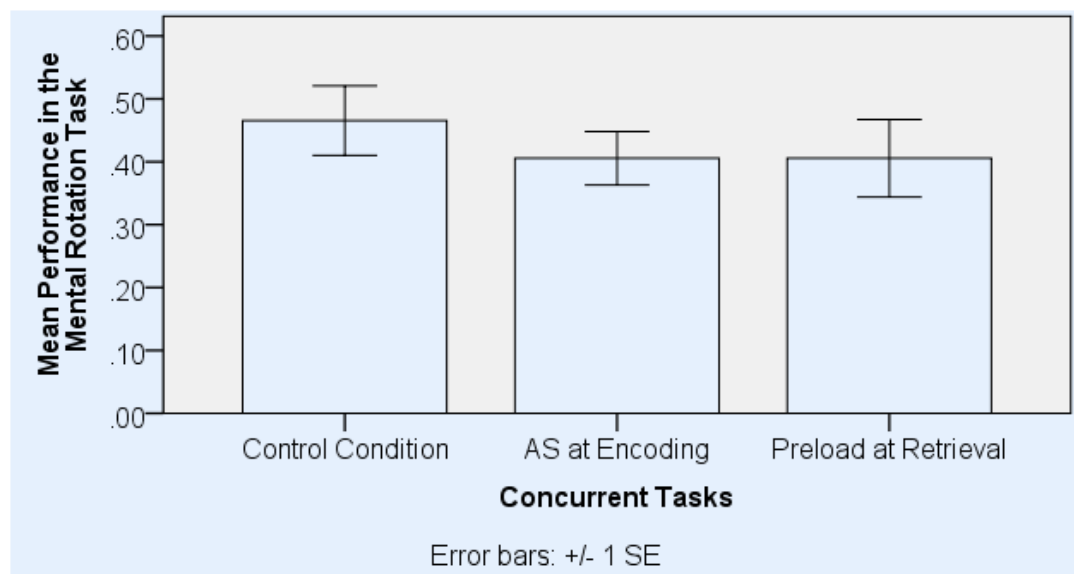 Mean Performance in the
Mental Rotation Task
.60
.50
.40
.30
.20
.10
.00
Control Condition
AS at Encoding
Preload at Retrieval
Concurrent Tasks
Error bars: +/- 1 SE